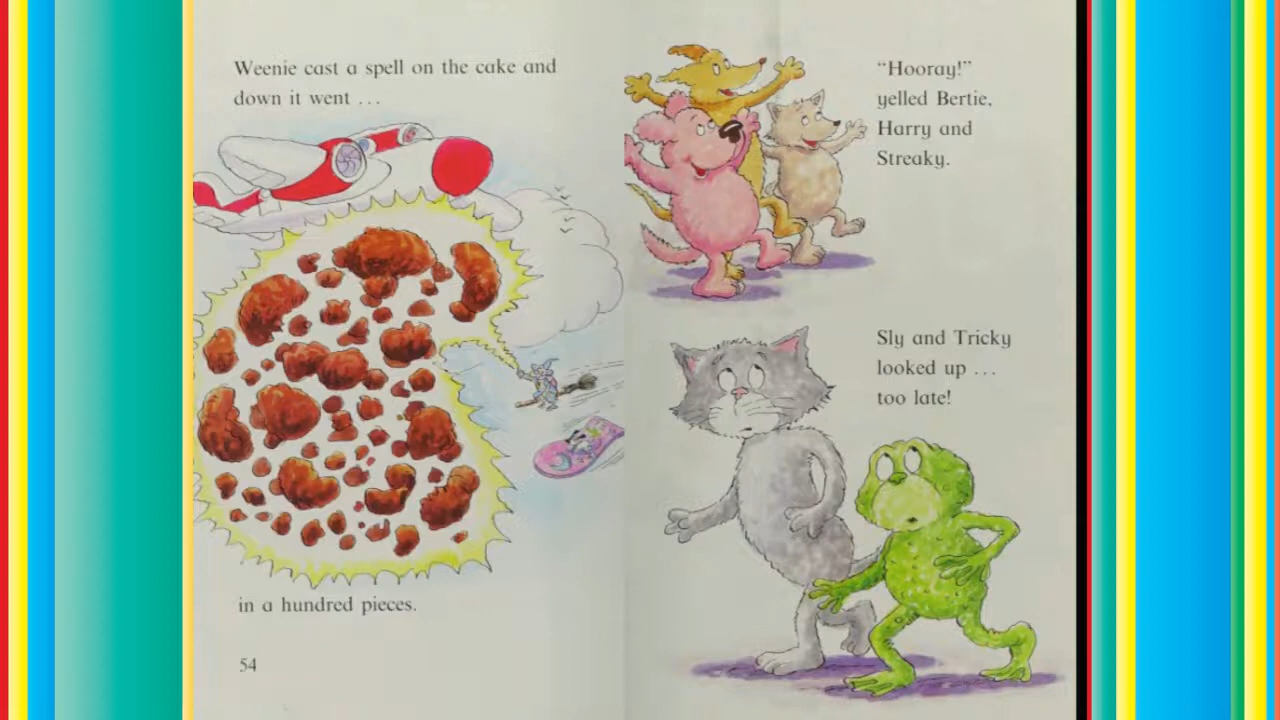 Weenie cast a spell on the cake and
down it went ...
in a hundred pieces.
54
“Hooray!”
yelled Bertie,
Harry and
Streaky.
Sly and Tricky
looked up ...
too late!